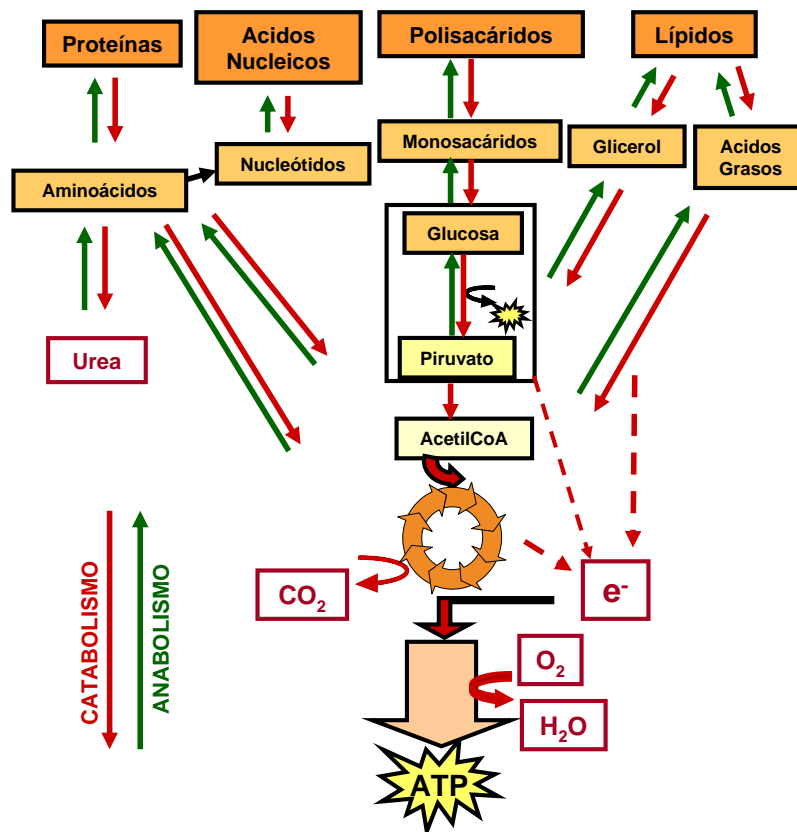 Proteínas
Acidos
Nucleicos
Polisacáridos
Lípidos
Aminoácidos
Nucleótidos
Monosacáridos
Glicerol
Acidos
Grasos
Glucosa
Urea
Piruvato
AcetilCoA
CATABOLISMO
ANABOLISMO
CO₂
e⁻
O₂
H₂O
ATP